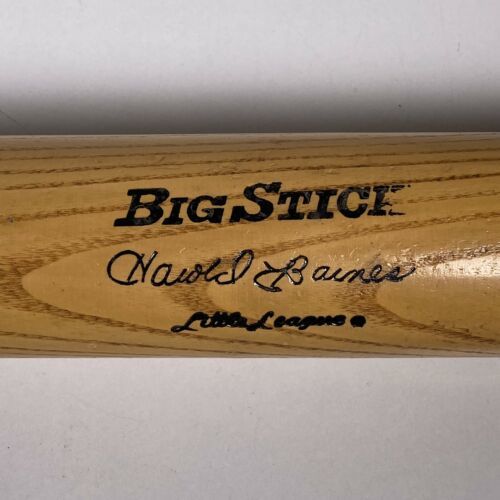 BIG STICK
Harold Baines
Little League ®